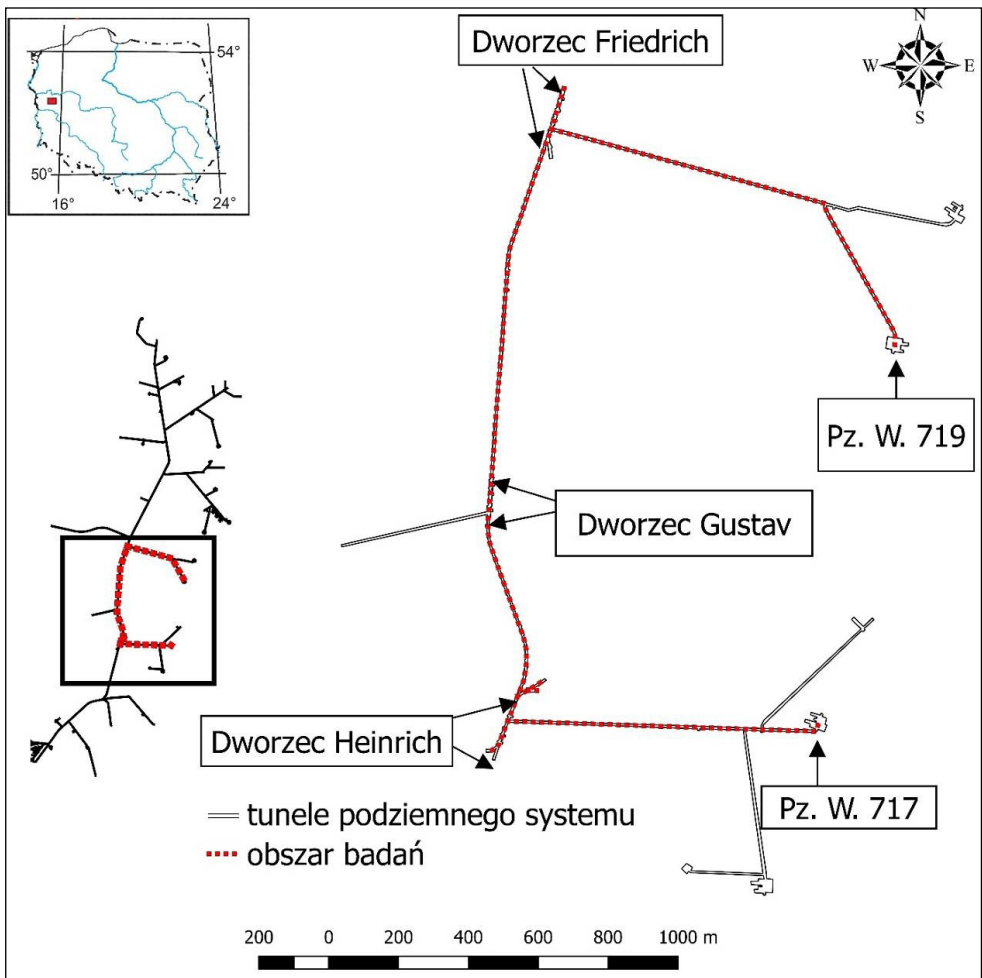 54°
50°
16°
24°
Dworzec Friedrich
N
W E
S
Pz. W. 719
Dworzec Gustav
Dworzec Heinrich
Pz. W. 717
tunele podziemnego systemu
obszar badań
200 0 200 400 600 800 1000 m